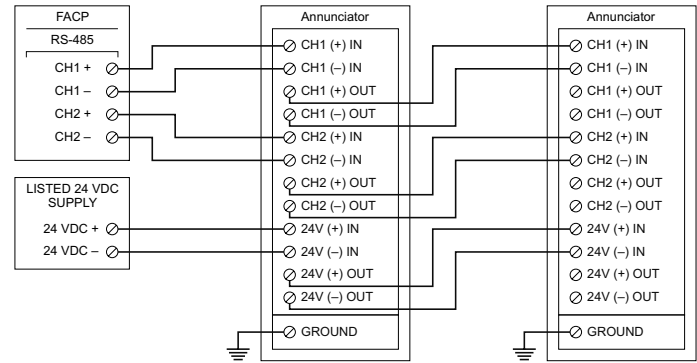 FACP
RS-485
CH1 +
CH1 –
CH2 +
CH2 –
LISTED 24 VDC
SUPPLY
24 VDC +
24 VDC –
Annunciator
CH1 (+) IN
CH1 (–) IN
CH1 (+) OUT
CH1 (–) OUT
CH2 (+) IN
CH2 (–) IN
CH2 (+) OUT
CH2 (–) OUT
24V (+) IN
24V (–) IN
24V (+) OUT
24V (–) OUT
GROUND
Annunciator
CH1 (+) IN
CH1 (–) IN
CH1 (+) OUT
CH1 (–) OUT
CH2 (+) IN
CH2 (–) IN
CH2 (+) OUT
CH2 (–) OUT
24V (+) IN
24V (–) IN
24V (+) OUT
24V (–) OUT
GROUND